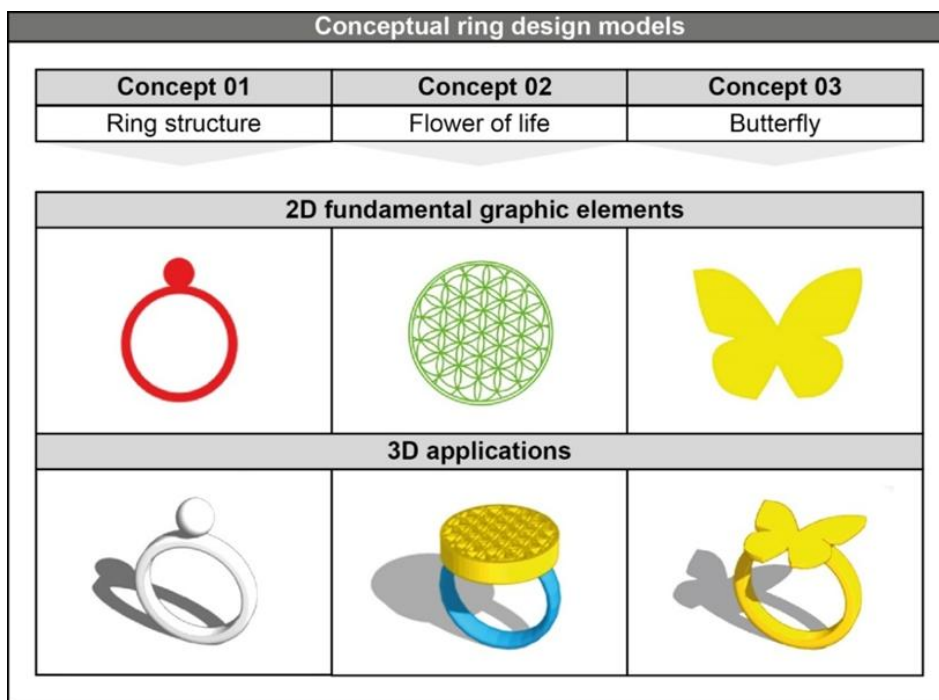 Conceptual ring design models
Concept 01 Concept 02 Concept 03
Ring structure Flower of life Butterfly
2D fundamental graphic elements
3D applications